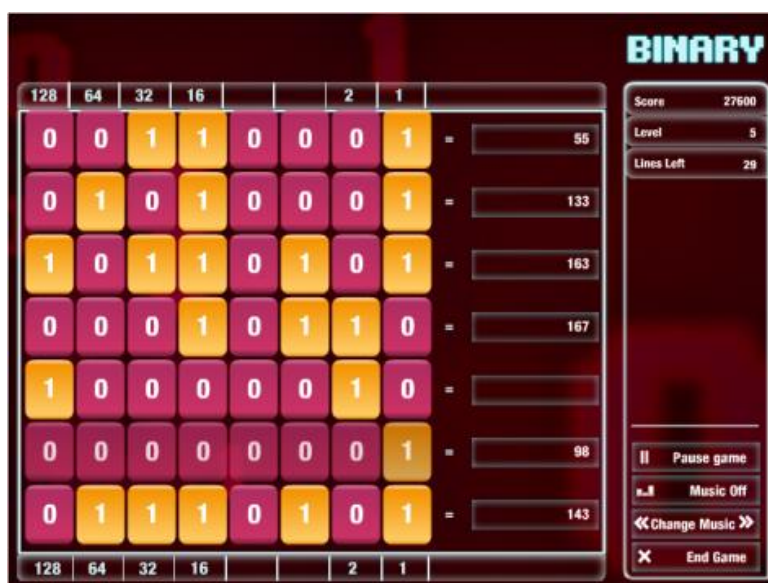 BINARY
128 64 32 16 2 1
Score 27600
Level 5
Lines Left 29
0 0 1 1 0 0 0 1 = 55
0 1 0 1 0 0 0 1 = 133
1 0 1 1 0 1 0 1 = 163
0 0 0 1 0 1 1 0 = 167
1 0 0 0 0 0 1 0 =
0 0 0 0 0 0 0 1 = 98
0 1 1 1 0 1 0 1 = 143
128 64 32 16 2 1
Pause game
Music Off
Change Music
End Game